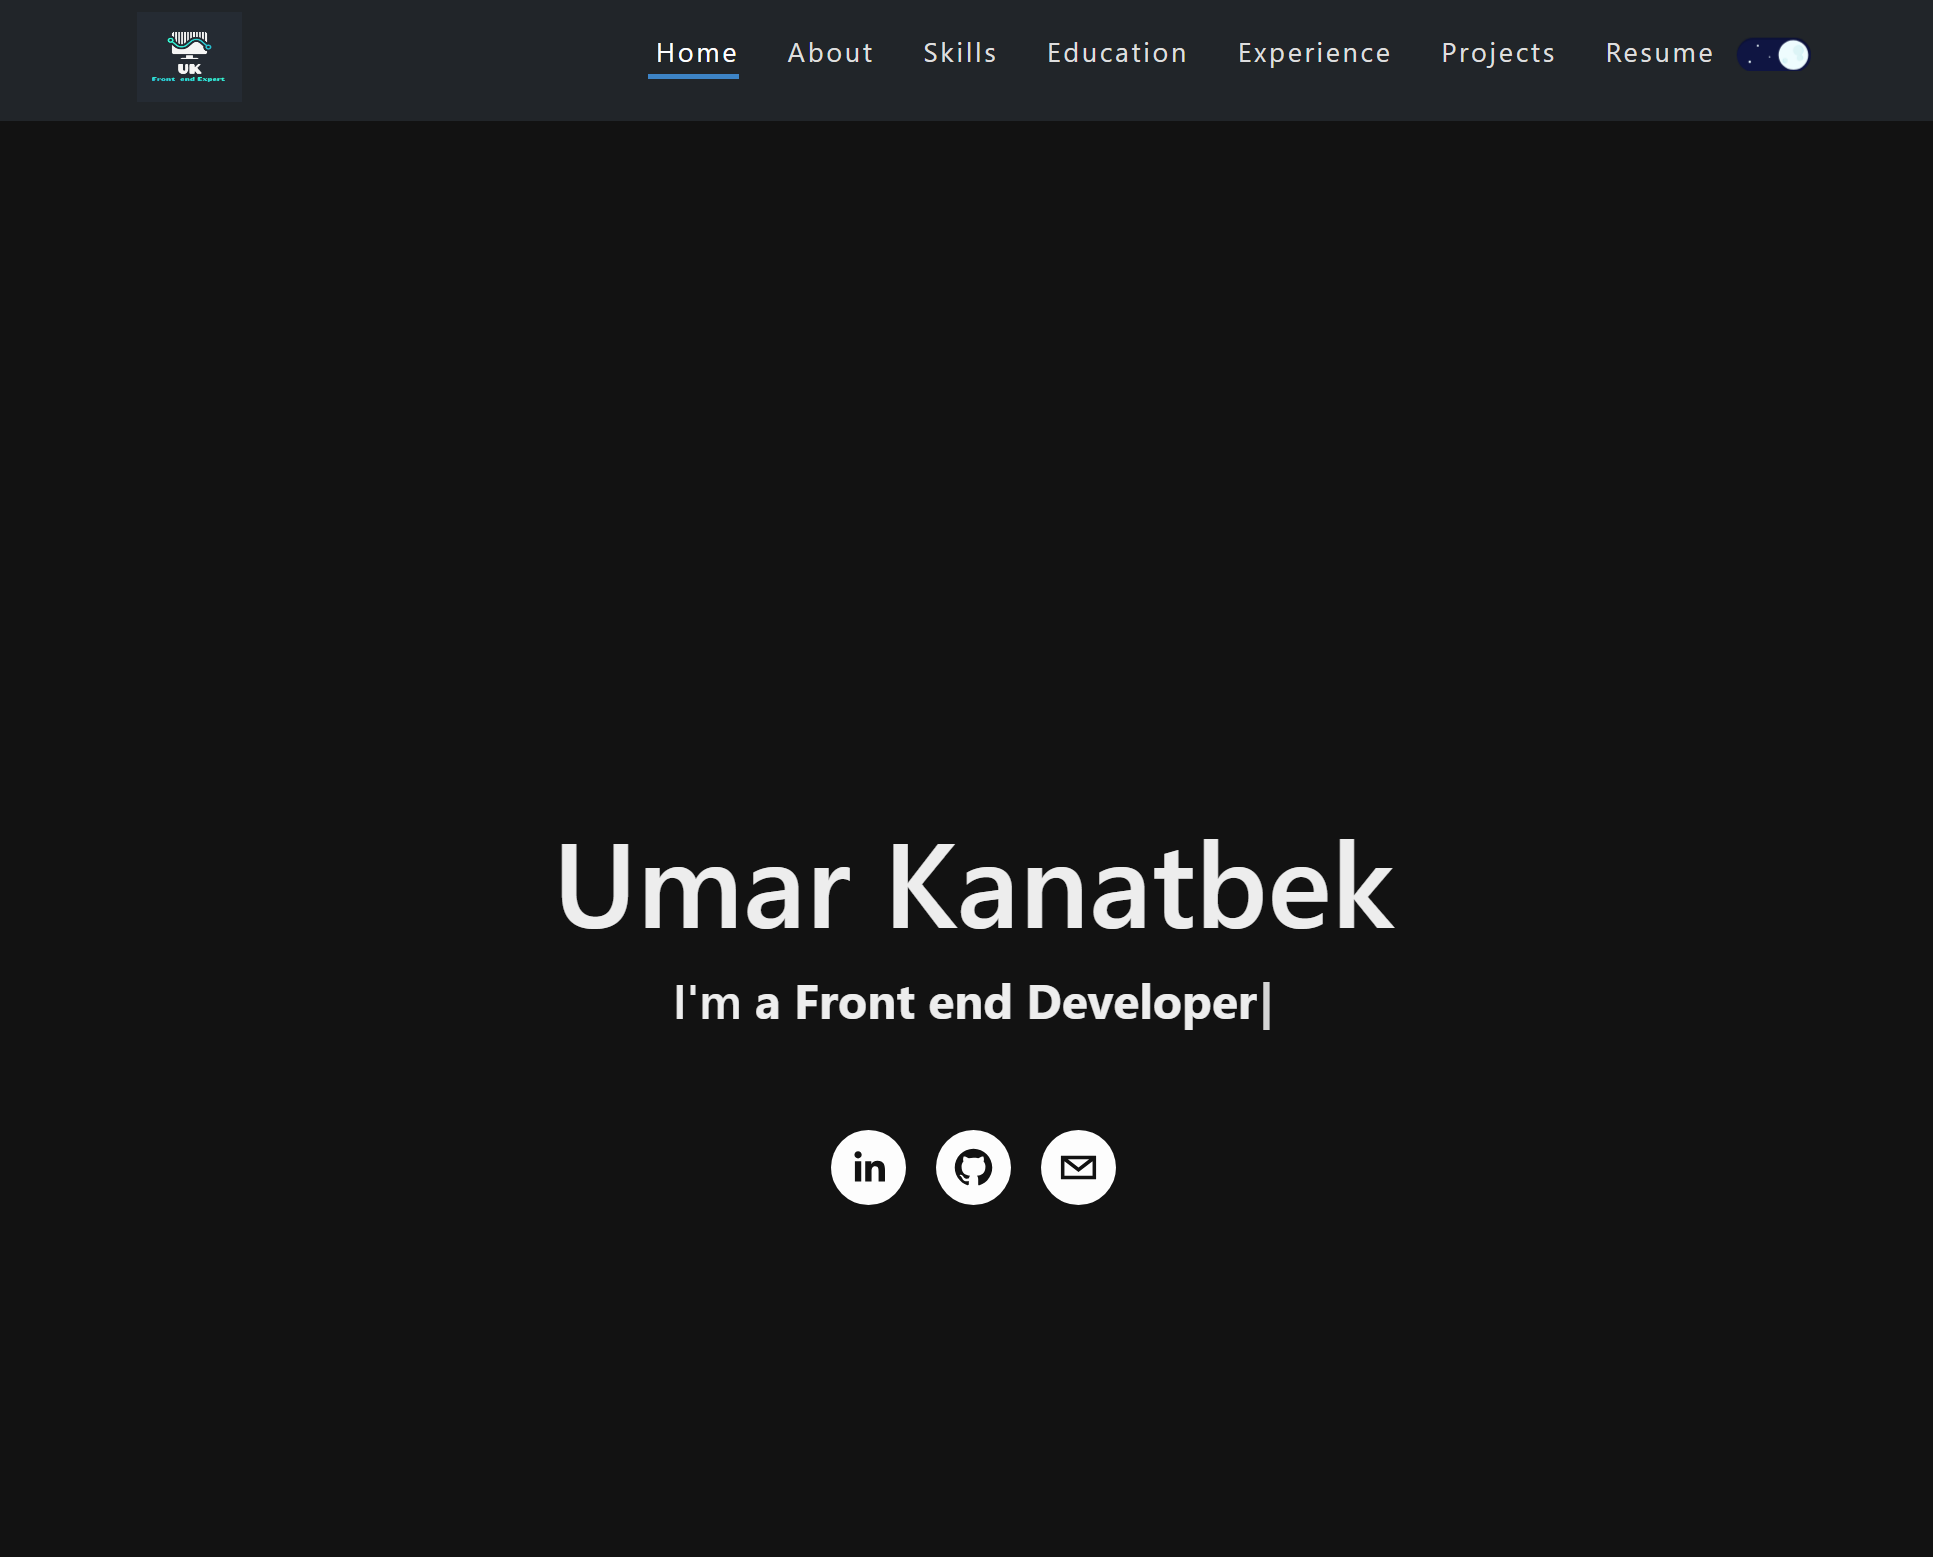 UK
Front end Expert
Home About Skills Education Experience Projects Resume
Umar Kanatbek
I'm a Front end Developer|
in